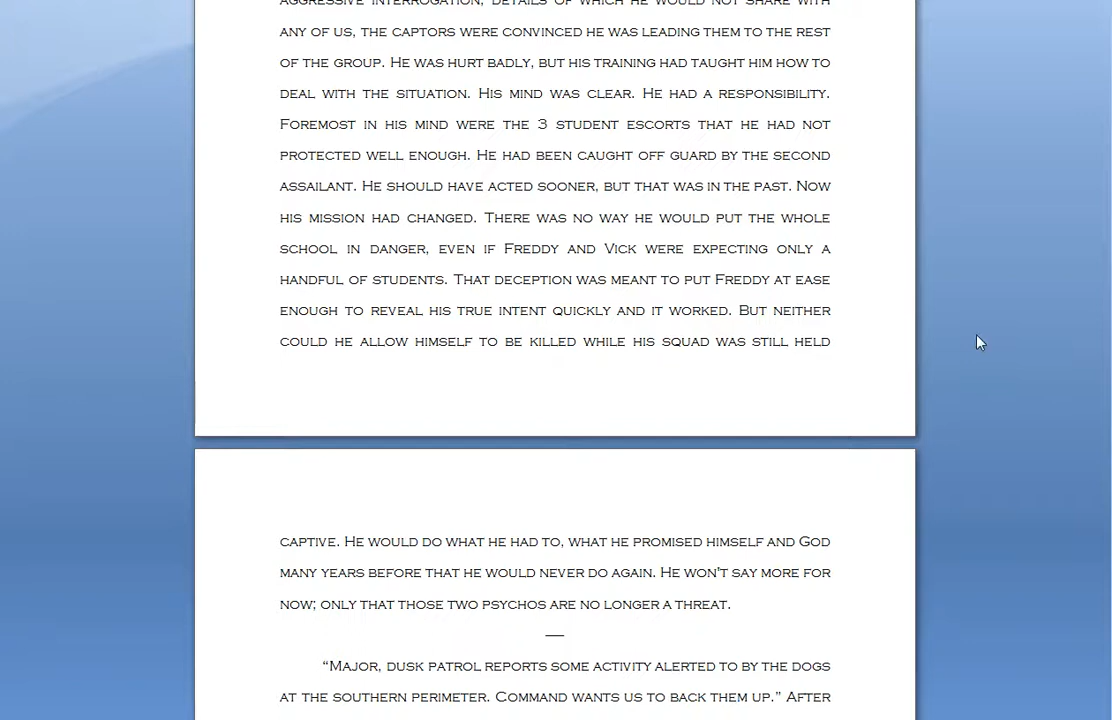 AGGRESSIVE INTERROGATION, DETAILS OF WHICH HE WOULD NOT SHARE WITH
ANY OF US, THE CAPTORS WERE CONVINCED HE WAS LEADING THEM TO THE REST
OF THE GROUP. HE WAS HURT BADLY, BUT HIS TRAINING HAD TAUGHT HIM HOW TO
DEAL WITH THE SITUATION. HIS MIND WAS CLEAR. HE HAD A RESPONSIBILITY.
FOREMOST IN HIS MIND WERE THE 3 STUDENT ESCORTS THAT HE HAD NOT
PROTECTED WELL ENOUGH. HE HAD BEEN CAUGHT OFF GUARD BY THE SECOND
ASSAILANT. HE SHOULD HAVE ACTED SOONER, BUT THAT WAS IN THE PAST. NOW
HIS MISSION HAD CHANGED. THERE WAS NO WAY HE WOULD PUT THE WHOLE
SCHOOL IN DANGER, EVEN IF FREDDY AND VICK WERE EXPECTING ONLY A
HANDFUL OF STUDENTS. THAT DECEPTION WAS MEANT TO PUT FREDDY AT EASE
ENOUGH TO REVEAL HIS TRUE INTENT QUICKLY AND IT WORKED. BUT NEITHER
COULD HE ALLOW HIMSELF TO BE KILLED WHILE HIS SQUAD WAS STILL HELD
CAPTIVE. HE WOULD DO WHAT HE HAD TO, WHAT HE PROMISED HIMSELF AND GOD
MANY YEARS BEFORE THAT HE WOULD NEVER DO AGAIN. HE WON'T SAY MORE FOR
NOW; ONLY THAT THOSE TWO PSYCHOS ARE NO LONGER A THREAT.
—
“MAJOR, DUSK PATROL REPORTS SOME ACTIVITY ALERTED TO BY THE DOGS
AT THE SOUTHERN PERIMETER. COMMAND WANTS US TO BACK THEM UP.” AFTER